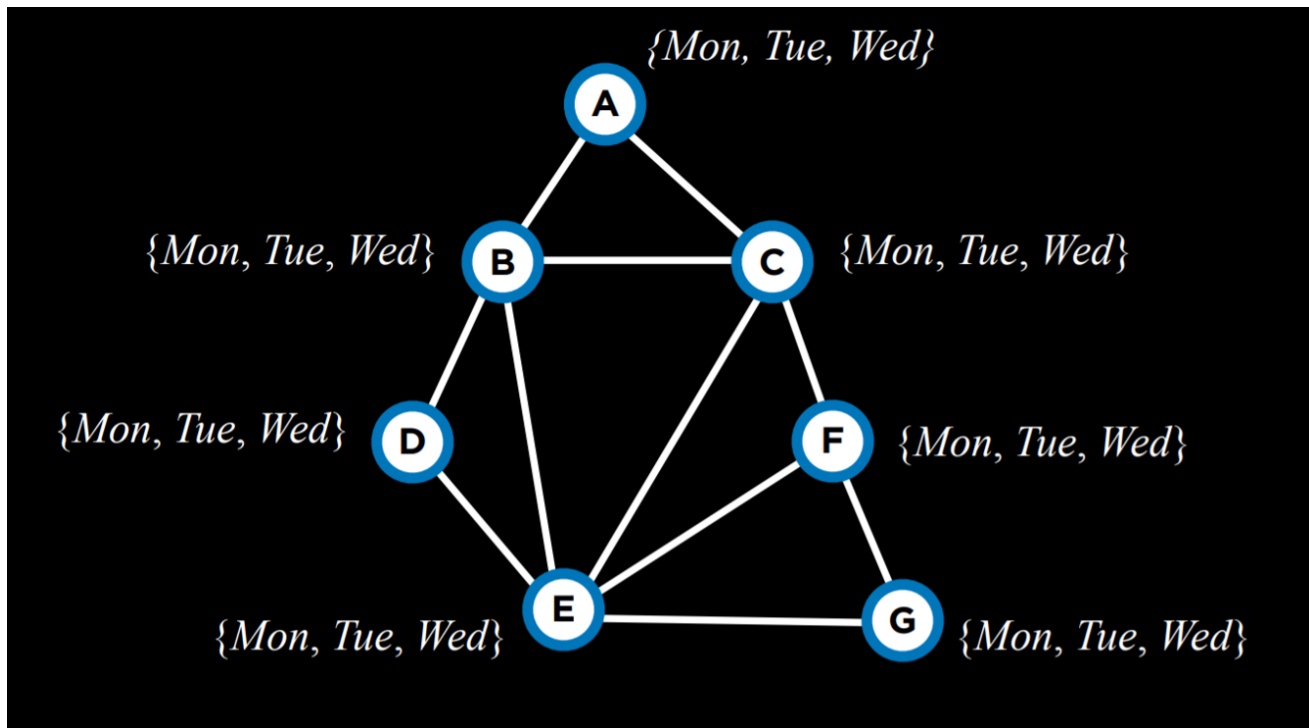 {Mon, Tue, Wed}
A
{Mon, Tue, Wed} B C {Mon, Tue, Wed}
{Mon, Tue, Wed} D F {Mon, Tue, Wed}
{Mon, Tue, Wed} E G {Mon, Tue, Wed}